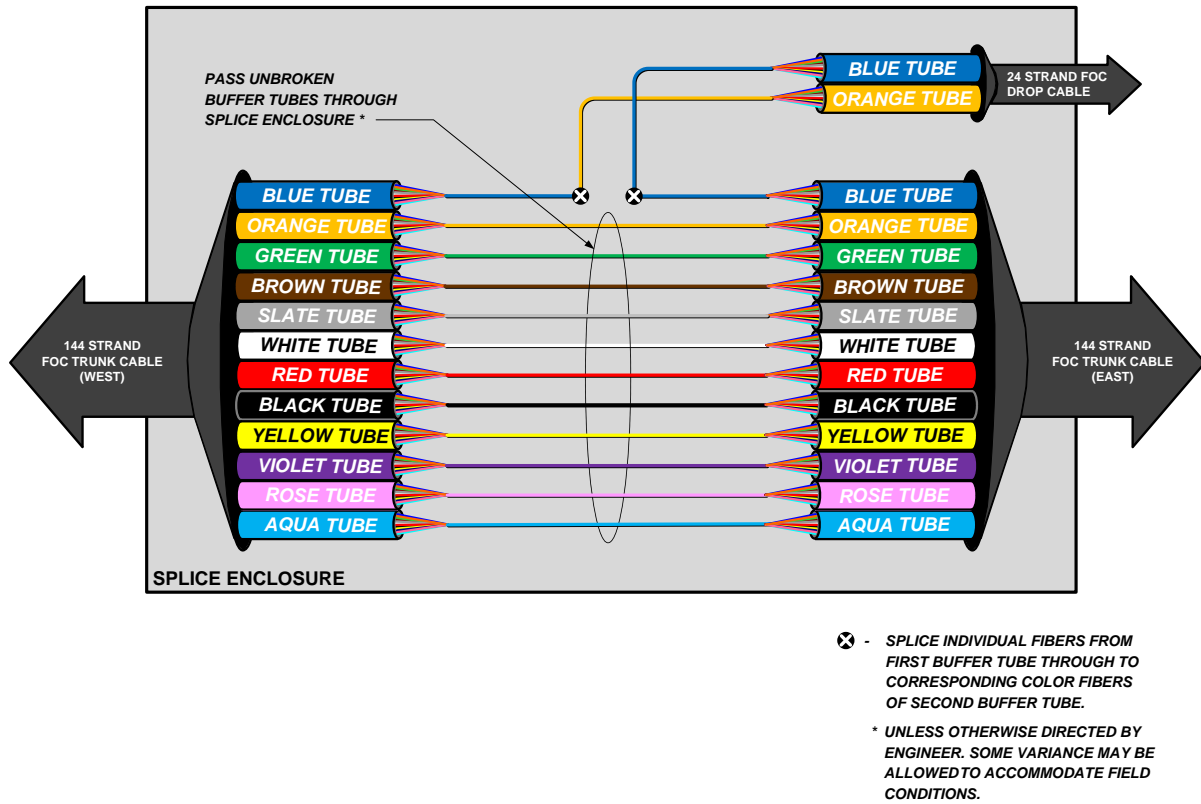 PASS UNBROKEN
BUFFER TUBES THROUGH
SPLICE ENCLOSURE *
BLUE TUBE
ORANGE TUBE
24 STRAND FOC
DROP CABLE
BLUE TUBE
ORANGE TUBE
GREEN TUBE
BROWN TUBE
SLATE TUBE
WHITE TUBE
RED TUBE
BLACK TUBE
YELLOW TUBE
VIOLET TUBE
ROSE TUBE
AQUA TUBE
BLUE TUBE
ORANGE TUBE
GREEN TUBE
BROWN TUBE
SLATE TUBE
WHITE TUBE
RED TUBE
BLACK TUBE
YELLOW TUBE
VIOLET TUBE
ROSE TUBE
AQUA TUBE
144 STRAND
FOC TRUNK CABLE
(WEST)
144 STRAND
FOC TRUNK CABLE
(EAST)
SPLICE ENCLOSURE
- SPLICE INDIVIDUAL FIBERS FROM
FIRST BUFFER TUBE THROUGH TO
CORRESPONDING COLOR FIBERS
OF SECOND BUFFER TUBE.
* UNLESS OTHERWISE DIRECTED BY
ENGINEER. SOME VARIANCE MAY BE
ALLOWED TO ACCOMMODATE FIELD
CONDITIONS.